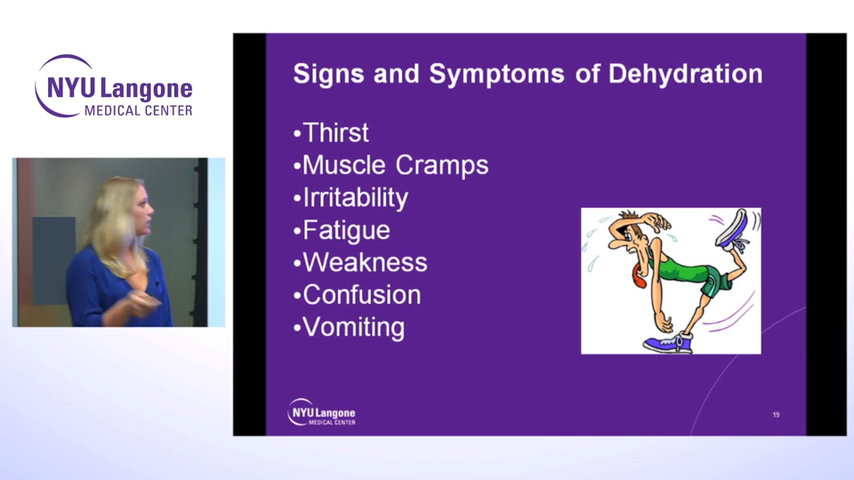 NYU Langone
MEDICAL CENTER
Signs and Symptoms of Dehydration
•Thirst
•Muscle Cramps
•Irritability
•Fatigue
•Weakness
•Confusion
•Vomiting
NYU Langone
MEDICAL CENTER
19